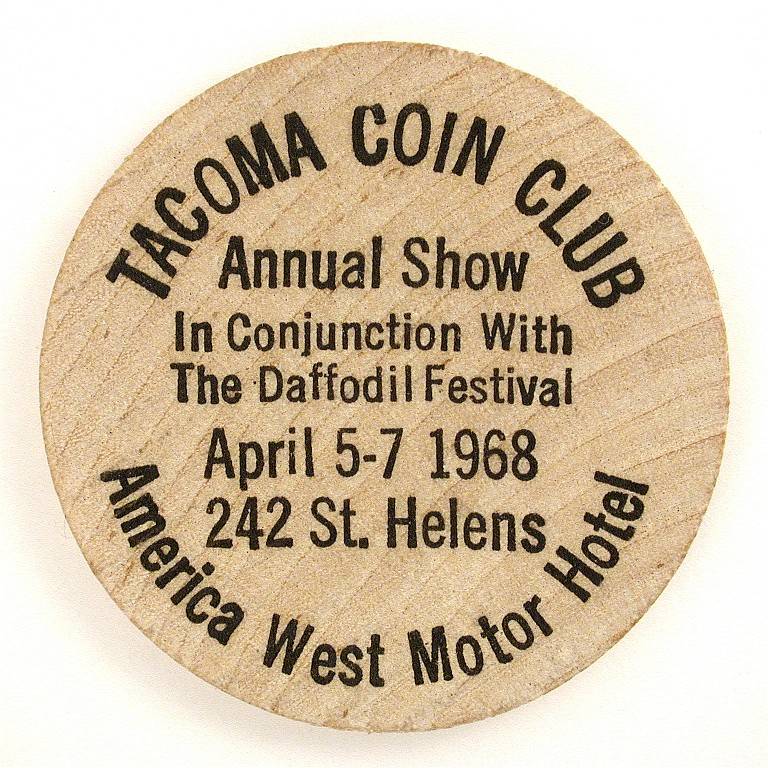 TACOMA COIN CLUB
Annual Show
In Conjunction With
The Daffodil Festival
April 5-7 1968
242 St. Helens
America West Motor Hotel